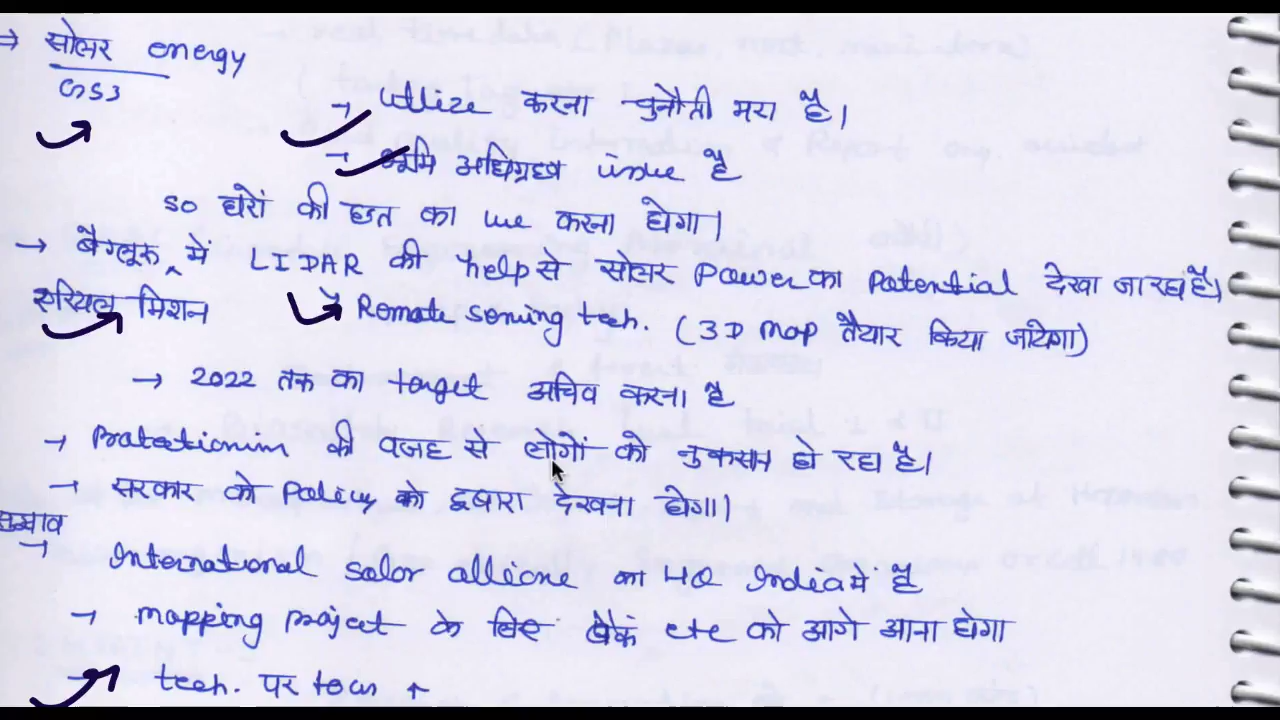 → सोलर energy
GS3
→ utilize करना चुनौती भरा है।
→ भूमि अधिग्रहण issue है
so घरों की छत का use करना होगा।
→ बैंग्लूरू में LIDAR की help से सोलर Power का Potential देखा जा रहा है।
एरियल मिशन → Remote sensing tech. (3D map तैयार किया जायेगा)
→ 2022 तक का target अचिव करना है
→ Protectionism की वजह से लोगों को नुकसान हो रहा है।
→ सरकार को Policy के द्वारा देखना होगा।
सुझाव
→ International solar alliance का HQ India में है
→ mapping project के लिए बैंक etc को आगे आना होगा
→ tech. पर focus ↑